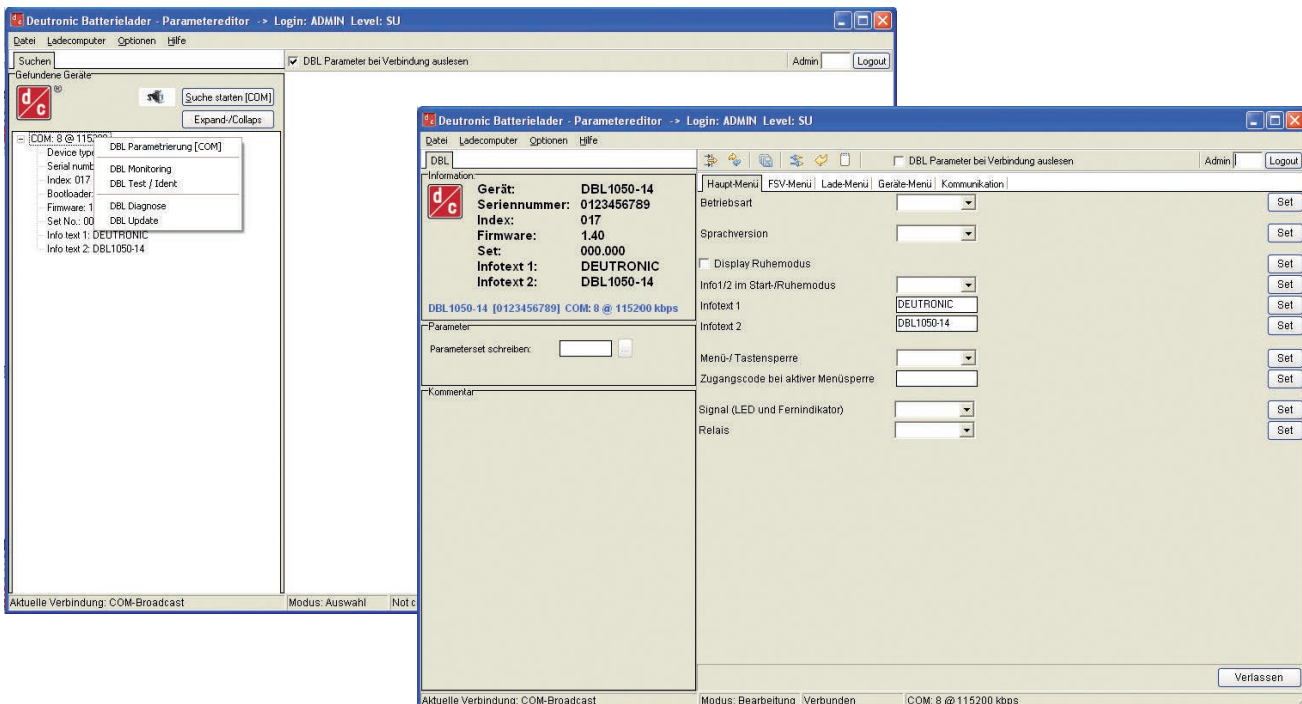 Deutronic Batterielader - Parametereditor -> Login: ADMIN Level: SU
Datei Ladecomputer Optionen Hilfe
Suchen
DBL Parameter bei Verbindung auslesen
Admin
Logout
Gefundene Geräte
d/c ®
Suche starten [COM]
Expand-/Collaps
COM: 8 @ 115200
Device type
Serial numb
Index: 017
Bootloader:
Firmware: 1
Set No.: 00
Info text 1: DEUTRONIC
Info text 2: DBL1050-14
DBL Parametrierung [COM]
DBL Monitoring
DBL Test / Ident
DBL Diagnose
DBL Update
Aktuelle Verbindung: COM-Broadcast
Modus: Auswahl
Not c
Deutronic Batterielader - Parametereditor -> Login: ADMIN Level: SU
Datei Ladecomputer Optionen Hilfe
DBL
DBL Parameter bei Verbindung auslesen
Admin
Logout
Information
d/c
Gerät: DBL1050-14
Seriennummer: 0123456789
Index: 017
Firmware: 1.40
Set: 000.000
Infotext 1: DEUTRONIC
Infotext 2: DBL1050-14
DBL1050-14 [0123456789] COM: 8 @ 115200 kbps
Parameter
Parameterset schreiben:
...
Kommentar
Haupt-Menü FSV-Menü Lade-Menü Geräte-Menü Kommunikation
Betriebsart Set
Sprachversion Set
Display Ruhemodus Set
Info1/2 im Start-/Ruhemodus Set
Infotext 1 DEUTRONIC Set
Infotext 2 DBL1050-14 Set
Menü-/ Tastensperre Set
Zugangscode bei aktiver Menüsperre Set
Signal (LED und Fernindikator) Set
Relais Set
Verlassen
Aktuelle Verbindung: COM-Broadcast
Modus: Bearbeitung
Verbunden
COM: 8 @ 115200 kbps